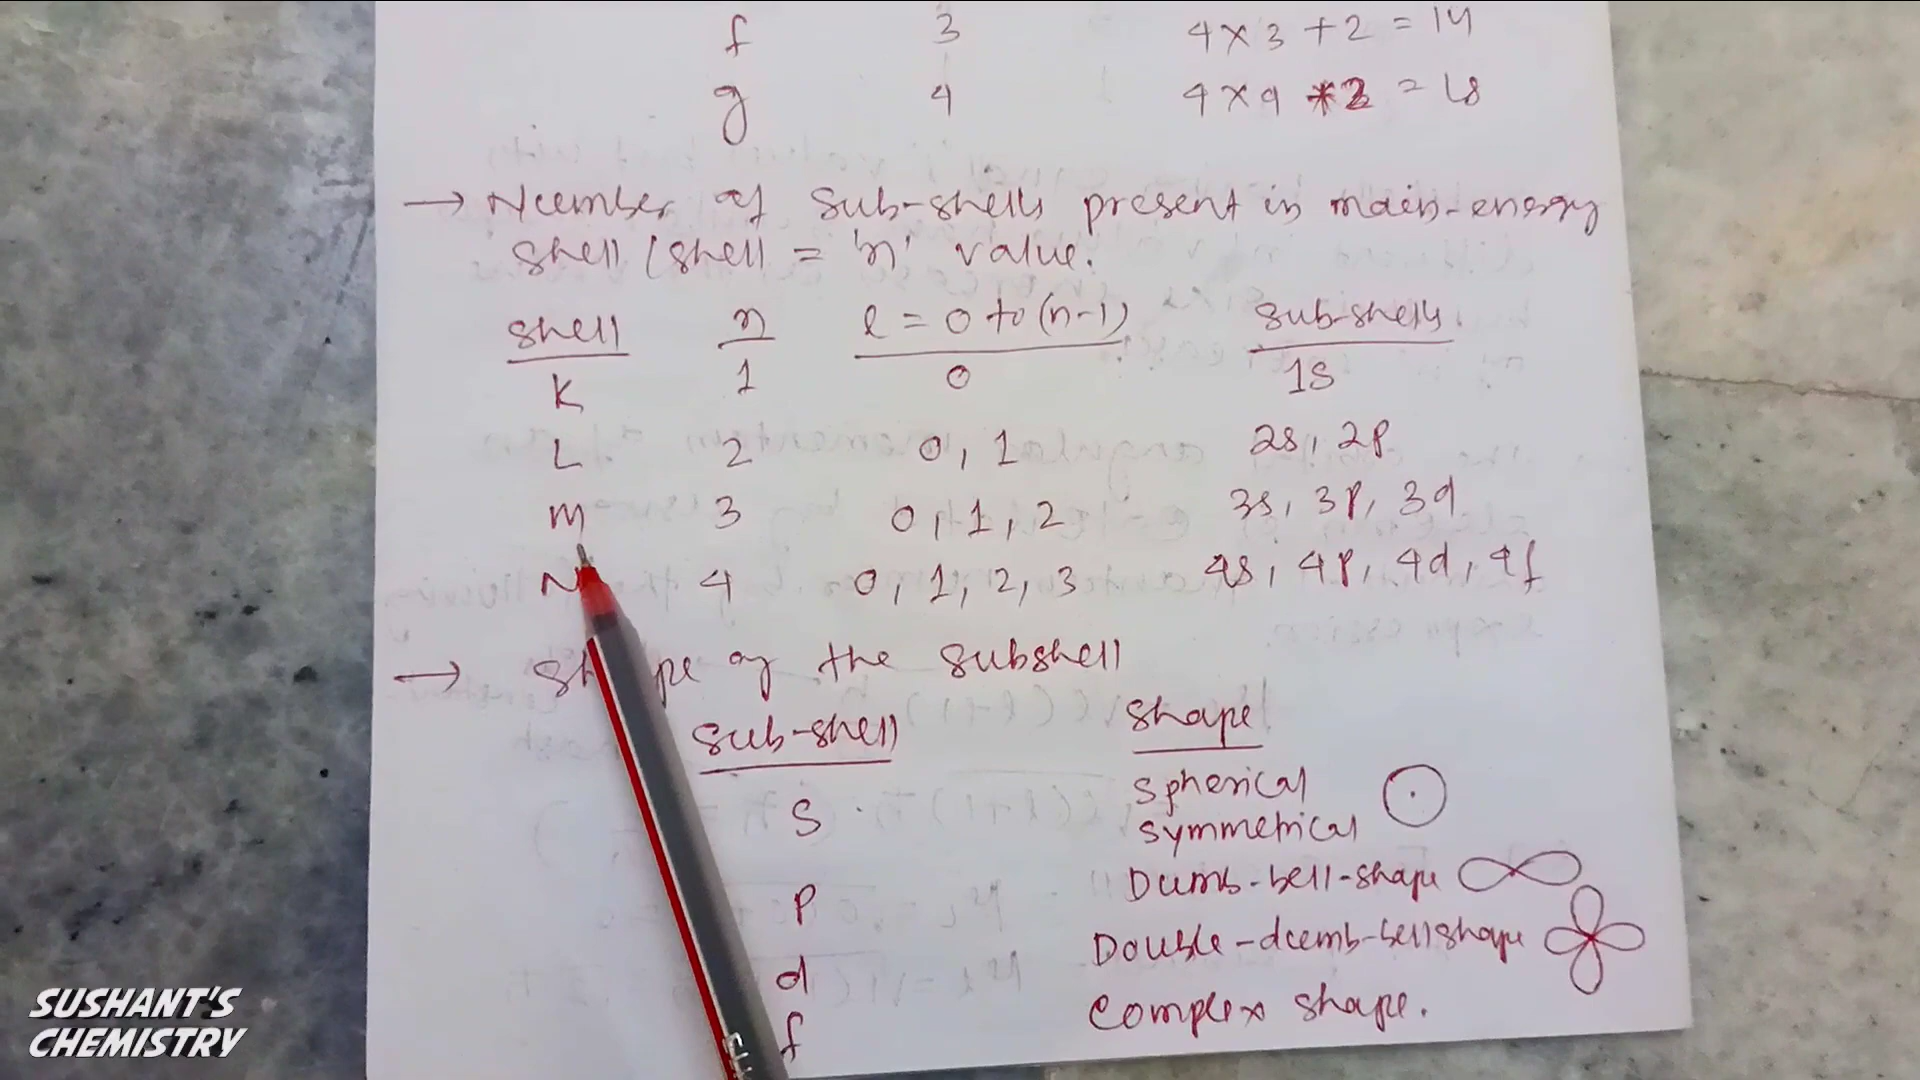 f 3 4×3+2 = 14
g 4 4×4 +2 = 18
→ Number of Sub-shells present in main-energy
shell (shell = 'n' value.
shell n l = 0 to (n-1) sub-shells
K 1 0 1s
L 2 0, 1 2s, 2p
M 3 0, 1, 2 3s, 3p, 3d
N 4 0, 1, 2, 3 4s, 4p, 4d, 4f
→ Shape of the subshell
Sub-shell Shape
S Spherical
symmetrical
P Dumb-bell-shape
d Double-dumb-bell shape
f Complex shape.
SUSHANT'S
CHEMISTRY